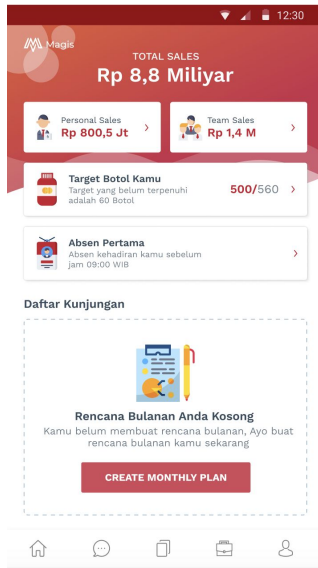 12:30
Magis
TOTAL SALES
Rp 8,8 Miliyar
Personal Sales
Rp 800,5 Jt
Team Sales
Rp 1,4 M
Target Botol Kamu
Target yang belum terpenuhi
adalah 60 Botol
500/560
Absen Pertama
Absen kehadiran kamu sebelum
jam 09:00 WIB
Daftar Kunjungan
Rencana Bulanan Anda Kosong
Kamu belum membuat rencana bulanan, Ayo buat
rencana bulanan kamu sekarang
CREATE MONTHLY PLAN